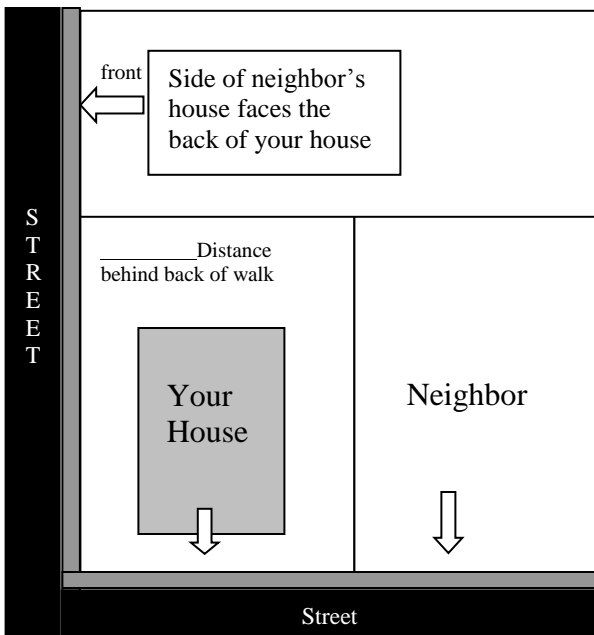 front
Side of neighbor’s
house faces the
back of your house
STREET
_________Distance
behind back of walk
Your
House
Neighbor
Street